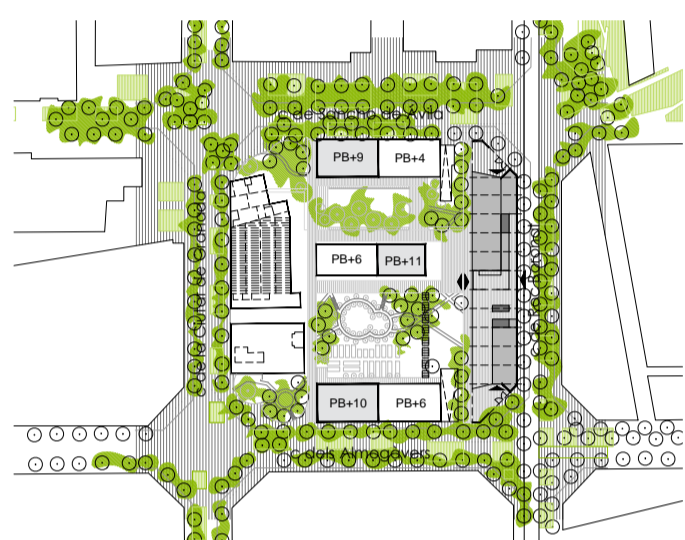 c de Sancho de Ávila
PB+9
PB+4
c de la Ciutat de Granada
PB+6
PB+11
PB+10
PB+6
c dels Almogàvers